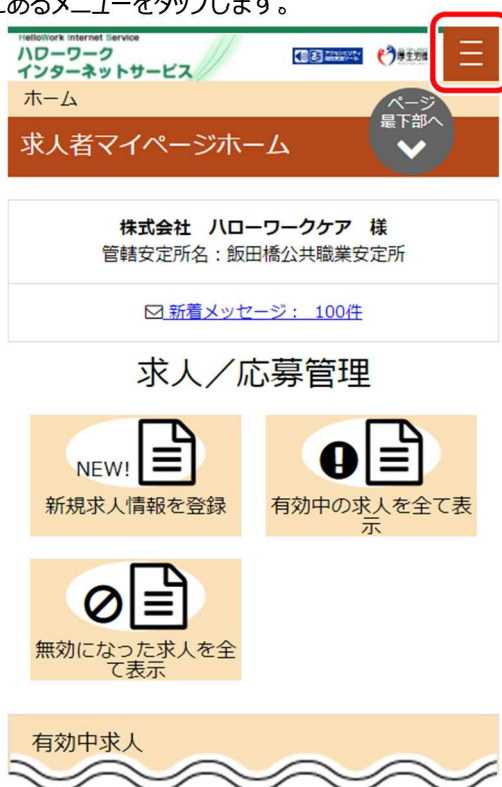 にあるメニューをタップします。
HelloWork Internet Service
ハローワーク
インターネットサービス
ホーム
ページ
最下部へ
求人者マイページホーム
株式会社 ハローワークケア 様
管轄安定所名：飯田橋公共職業安定所
新着メッセージ： 100件
求人／応募管理
NEW!
新規求人情報を登録
有効中の求人を全て表
示
無効になった求人を全
て表示
有効中求人